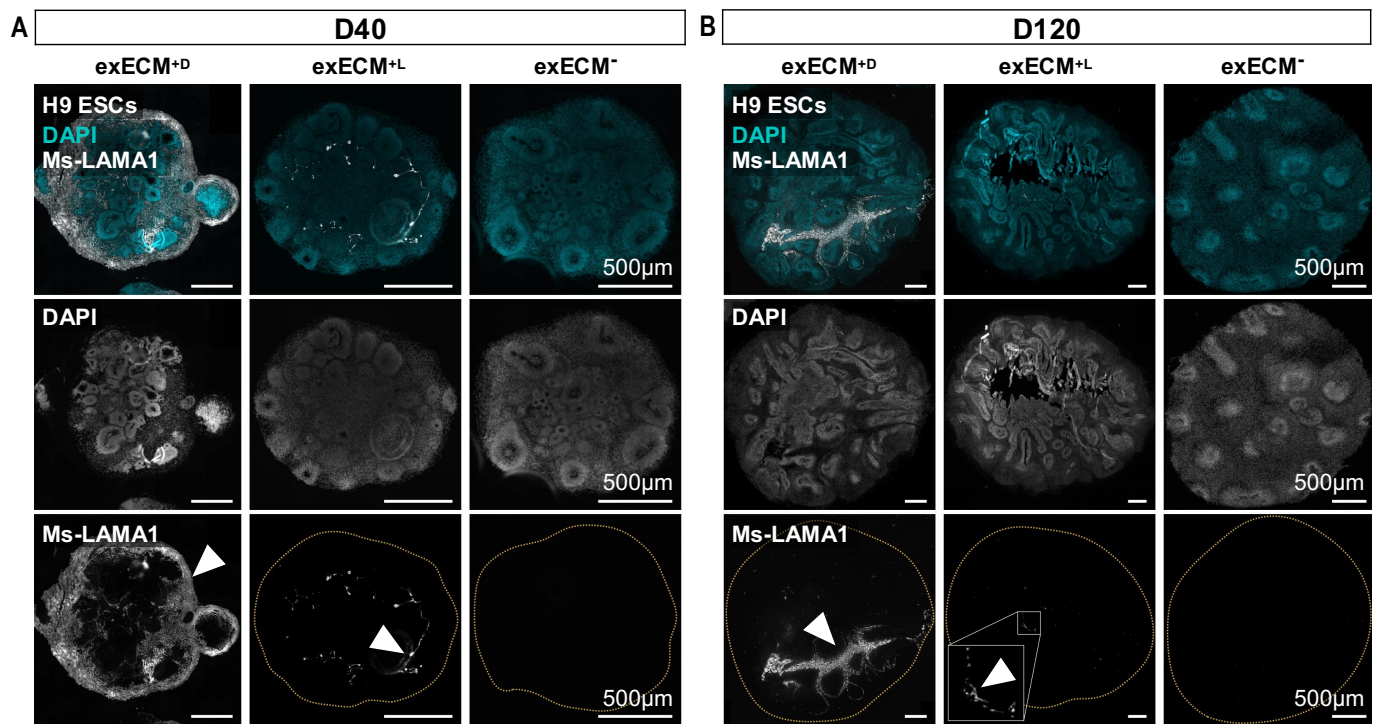 A
D40
B
D120
exECM⁺ᴰ
exECM⁺ᴸ
exECM⁻
exECM⁺ᴰ
exECM⁺ᴸ
exECM⁻
H9 ESCs
DAPI
Ms-LAMA1
500µm
H9 ESCs
DAPI
Ms-LAMA1
500µm
DAPI
500µm
DAPI
500µm
Ms-LAMA1
500µm
Ms-LAMA1
500µm